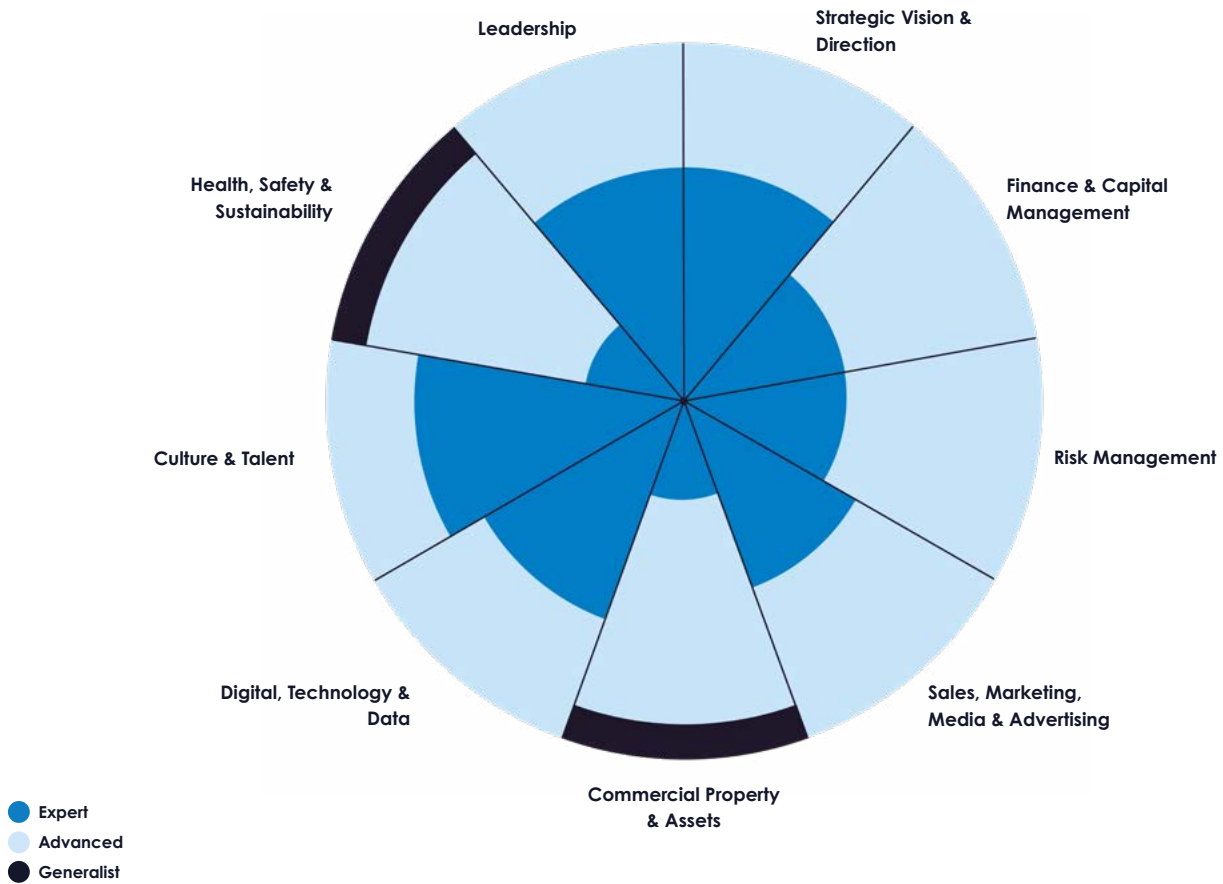 Leadership
Strategic Vision &
Direction
Health, Safety &
Sustainability
Finance & Capital
Management
Culture & Talent
Risk Management
Digital, Technology &
Data
Sales, Marketing,
Media & Advertising
Commercial Property
& Assets
Expert
Advanced
Generalist